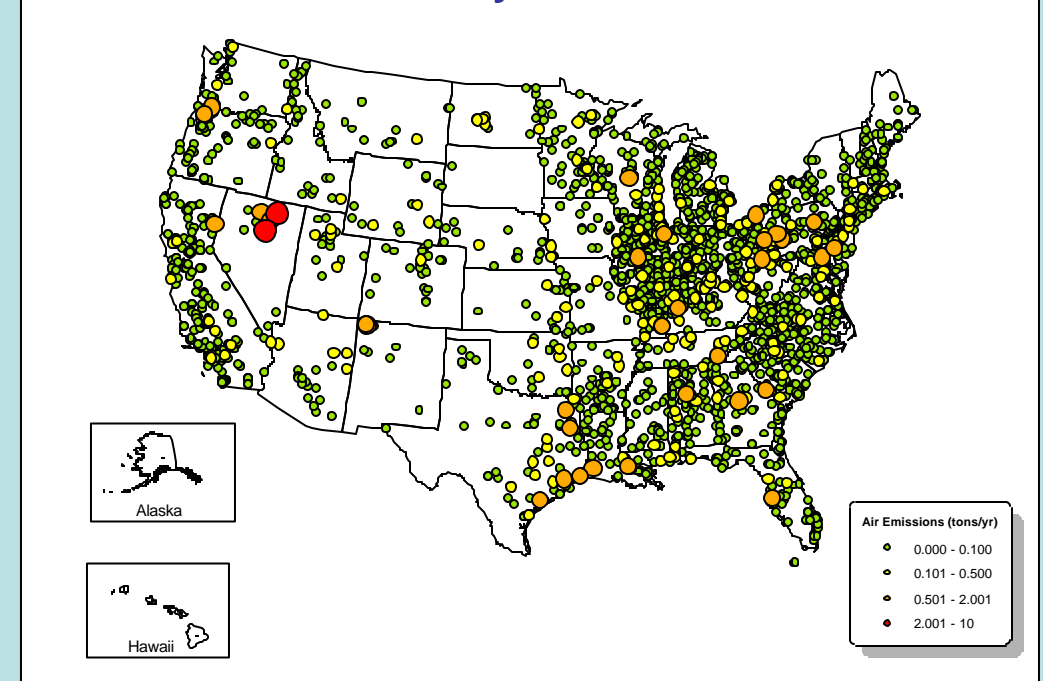 Alaska
Hawaii
Air Emissions (tons/yr)
0.000 - 0.100
0.101 - 0.500
0.501 - 2.001
2.001 - 10